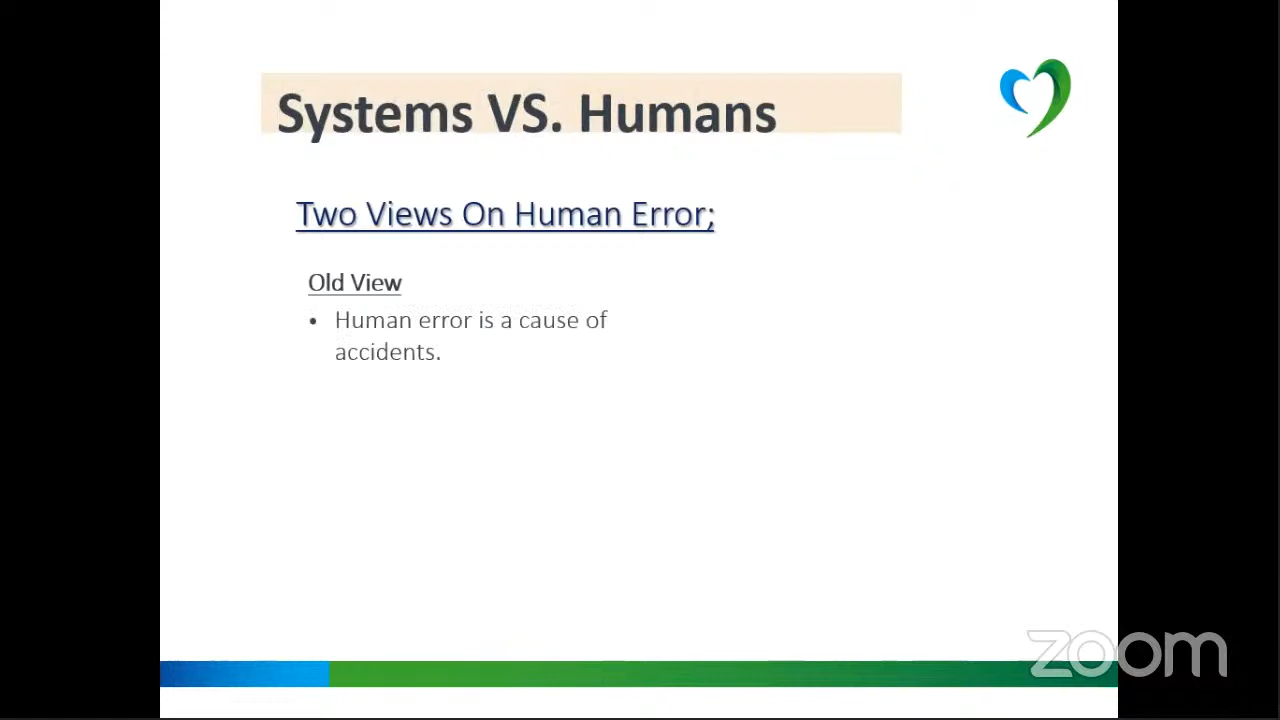 Systems VS. Humans
Two Views On Human Error;
Old View
• Human error is a cause of
accidents.
zoom